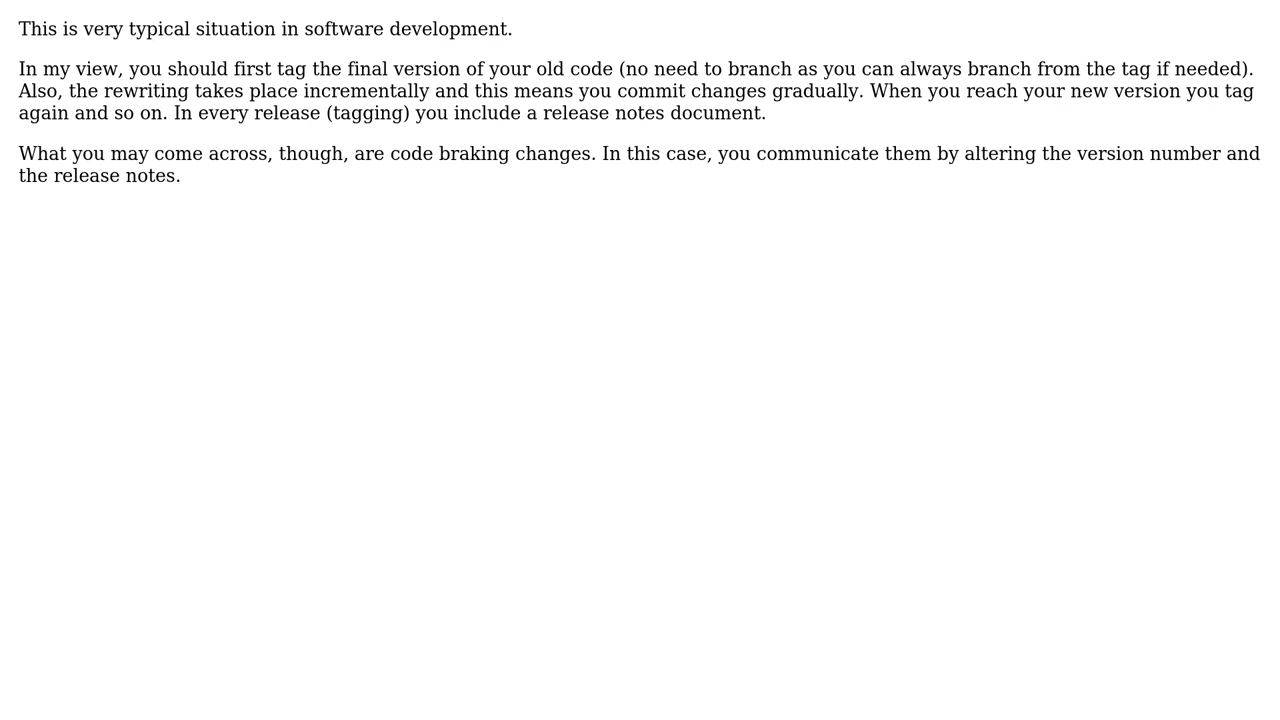 This is very typical situation in software development.
In my view, you should first tag the final version of your old code (no need to branch as you can always branch from the tag if needed).
Also, the rewriting takes place incrementally and this means you commit changes gradually. When you reach your new version you tag
again and so on. In every release (tagging) you include a release notes document.
What you may come across, though, are code braking changes. In this case, you communicate them by altering the version number and
the release notes.